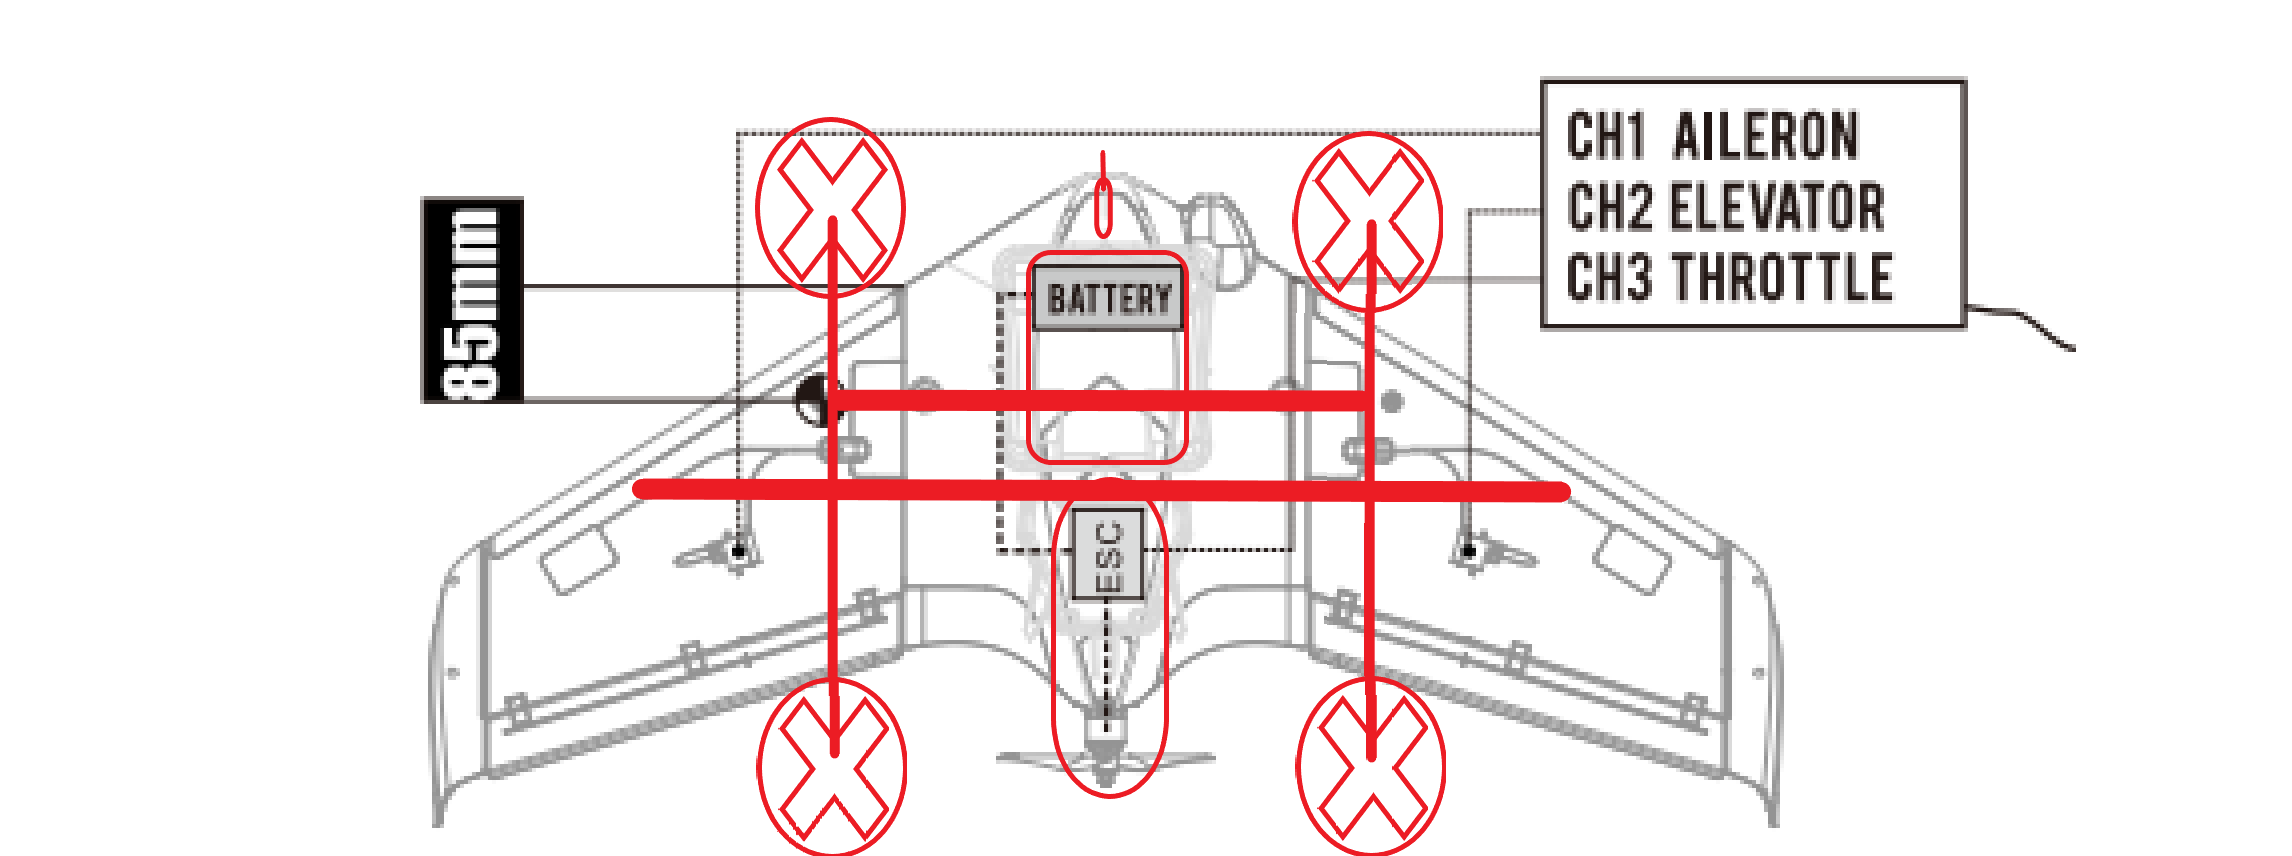 CH1 AILERON
CH2 ELEVATOR
CH3 THROTTLE
85mm
BATTERY
ESC